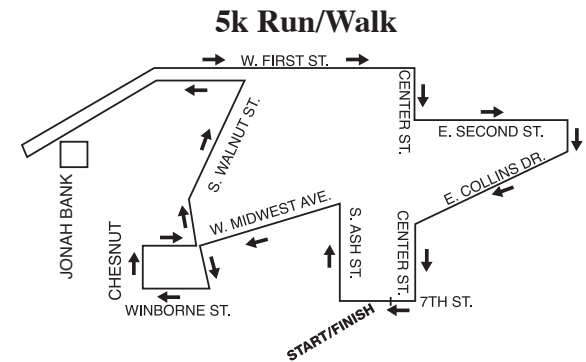 5k Run/Walk
W. FIRST ST.
CENTER ST.
E. SECOND ST.
S. WALNUT ST.
E. COLLINS DR.
JONAH BANK
CHESNUT
W. MIDWEST AVE.
S. ASH ST.
CENTER ST.
WINBORNE ST.
7TH ST.
START/FINISH